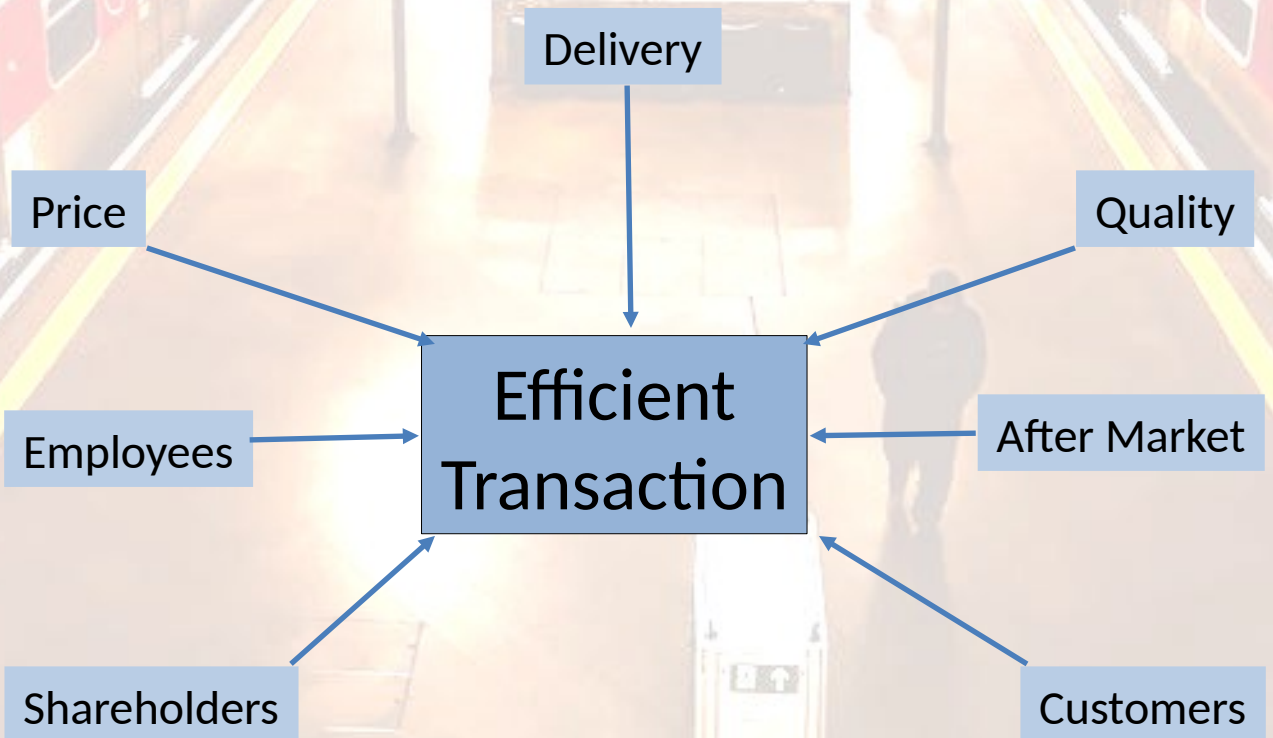 Delivery
Price
Quality
Efficient
Transaction
Employees
After Market
Shareholders
Customers